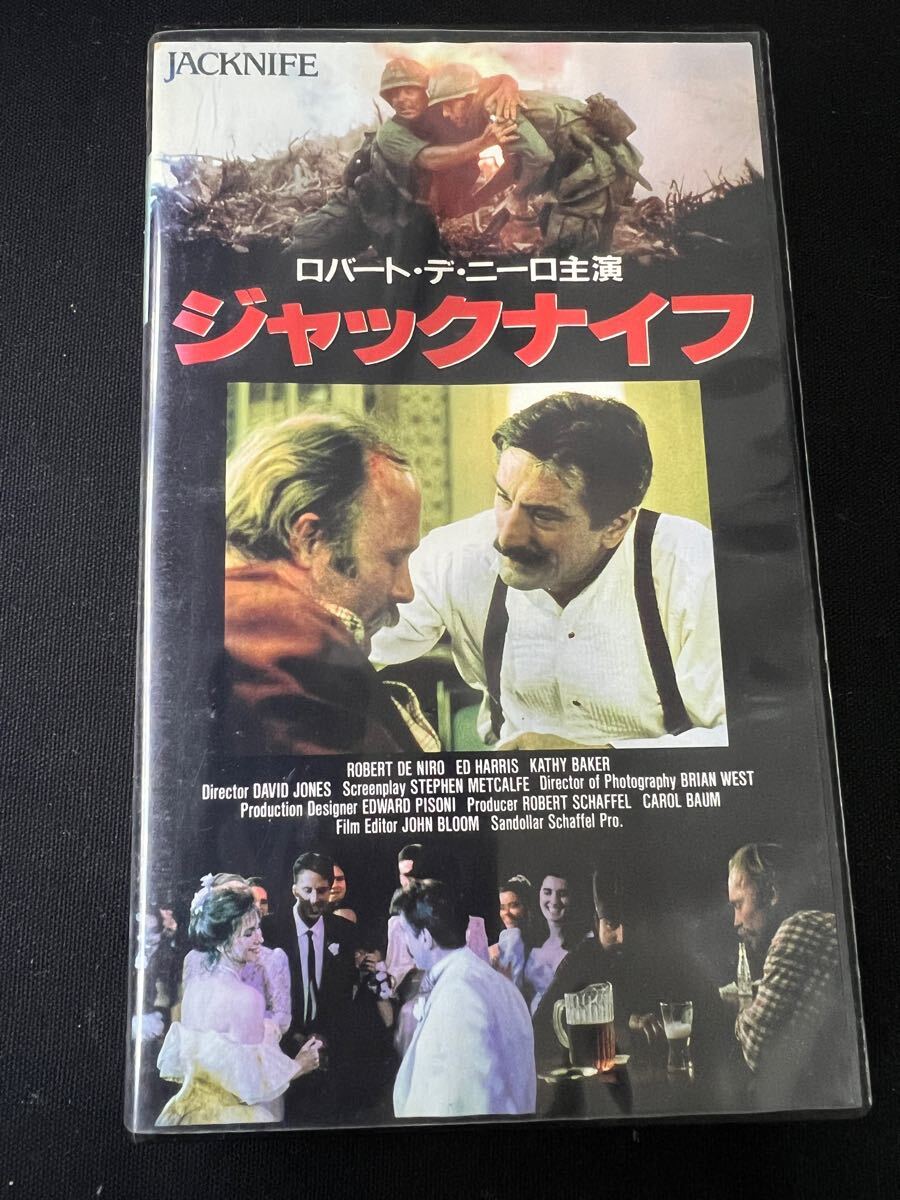 JACKNIFE
ロバート・デ・ニーロ主演
ジャックナイフ
ROBERT DE NIRO ED HARRIS KATHY BAKER
Director DAVID JONES Screenplay STEPHEN METCALFE Director of Photography BRIAN WEST
Production Designer EDWARD PISONI Producer ROBERT SCHAFFEL CAROL BAUM
Film Editor JOHN BLOOM Sandollar Schaffel Pro.